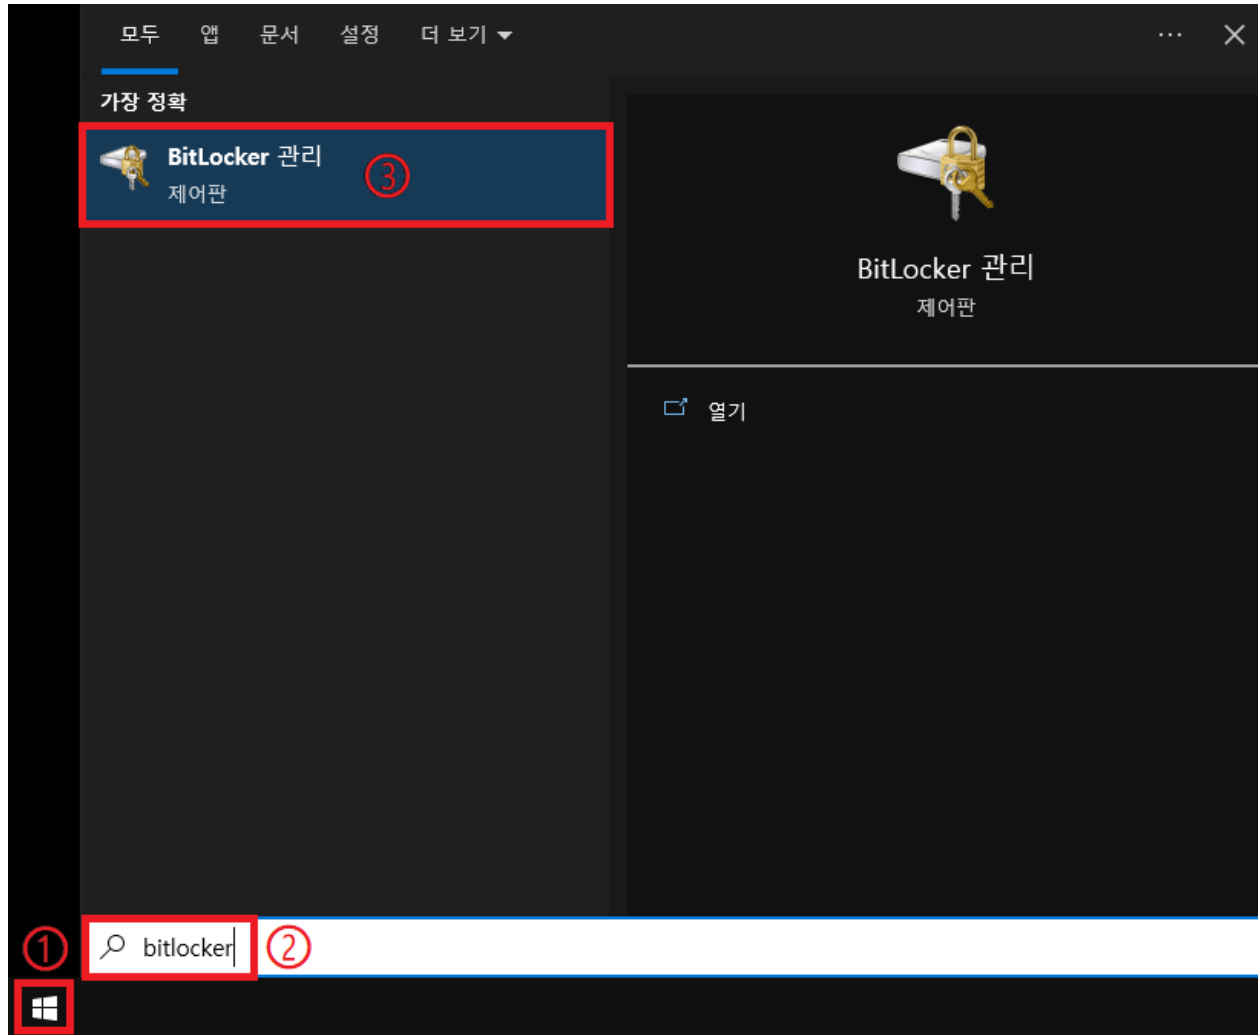 모두 앱 문서 설정 더 보기
가장 정확
BitLocker 관리
제어판
③
BitLocker 관리
제어판
열기
① bitlocker ②